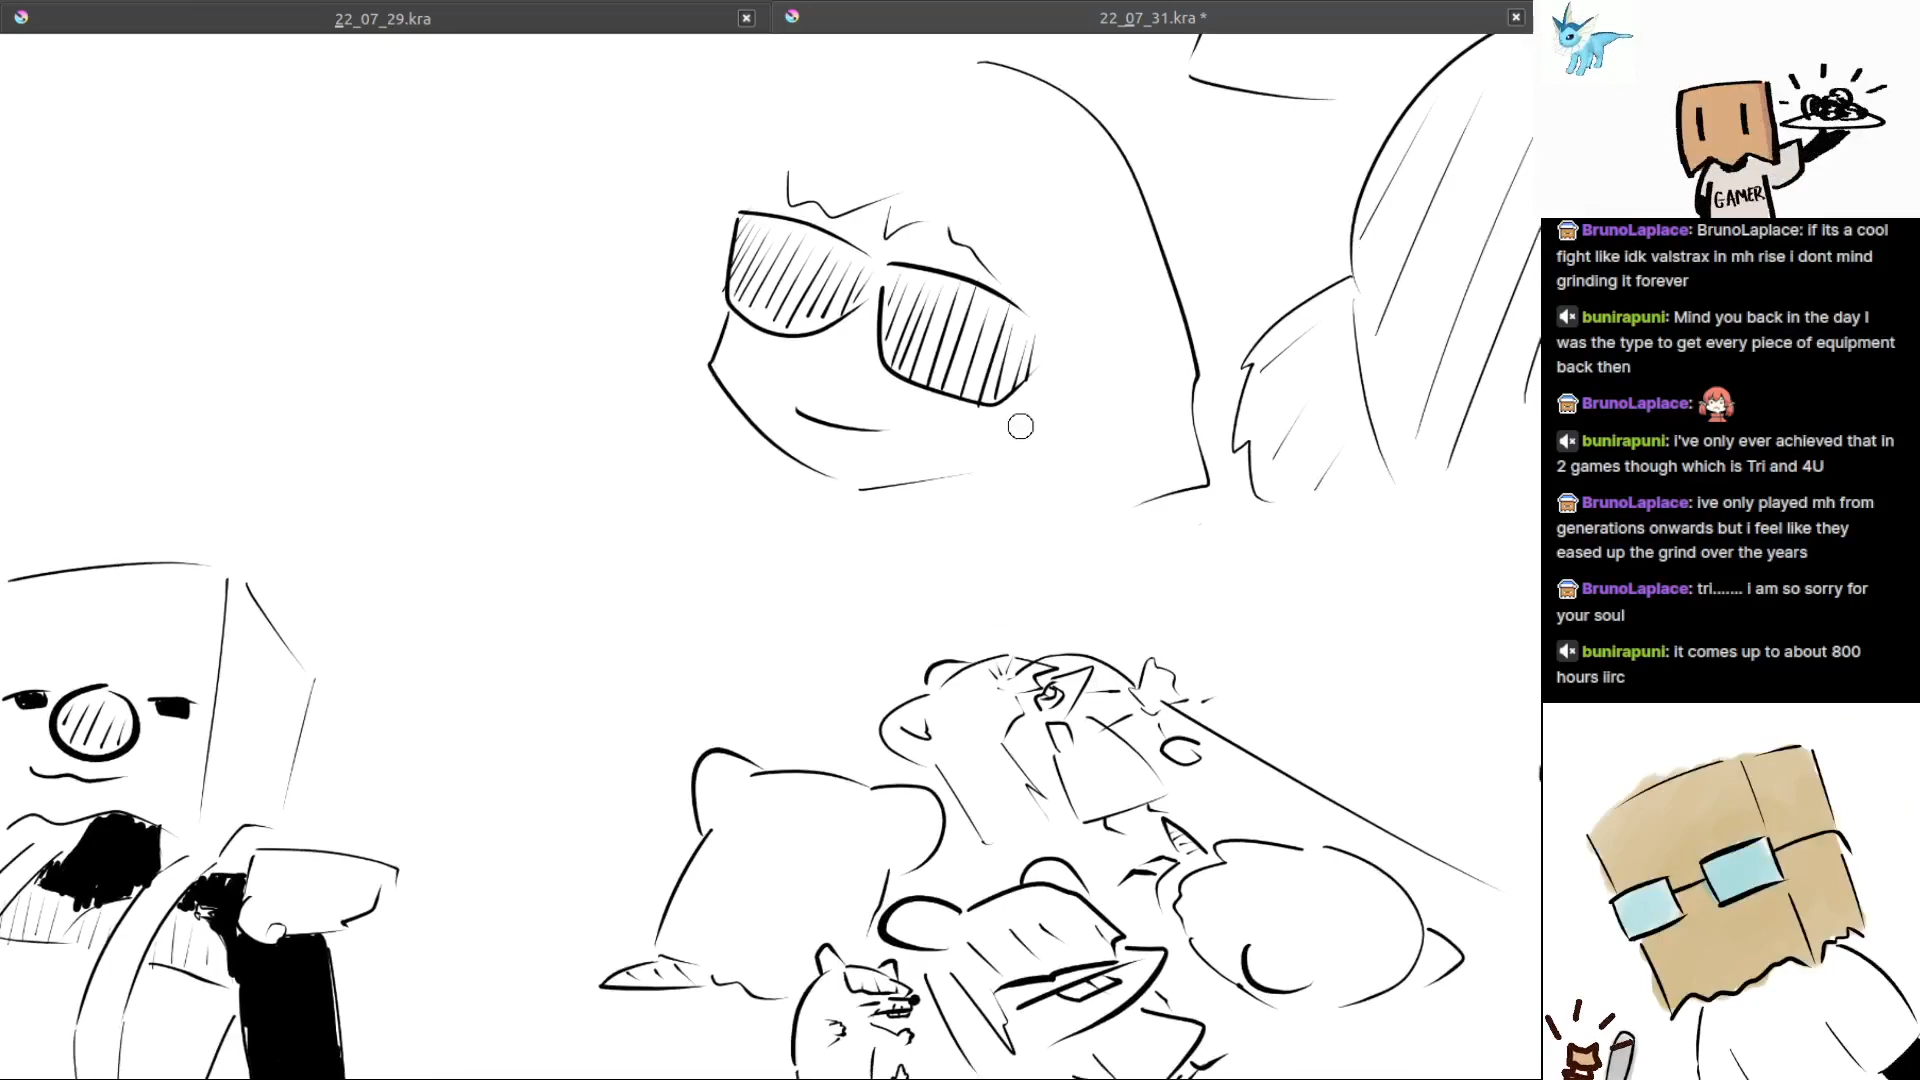 22_07_29.kra
22_07_31.kra *
GAMER
BrunoLaplace: BrunoLaplace: if its a cool
fight like idk valstrax in mh rise i dont mind
grinding it forever
bunirapuni: Mind you back in the day I
was the type to get every piece of equipment
back then
BrunoLaplace:
bunirapuni: i've only ever achieved that in
2 games though which is Tri and 4U
BrunoLaplace: ive only played mh from
generations onwards but i feel like they
eased up the grind over the years
BrunoLaplace: tri....... i am so sorry for
your soul
bunirapuni: it comes up to about 800
hours iirc